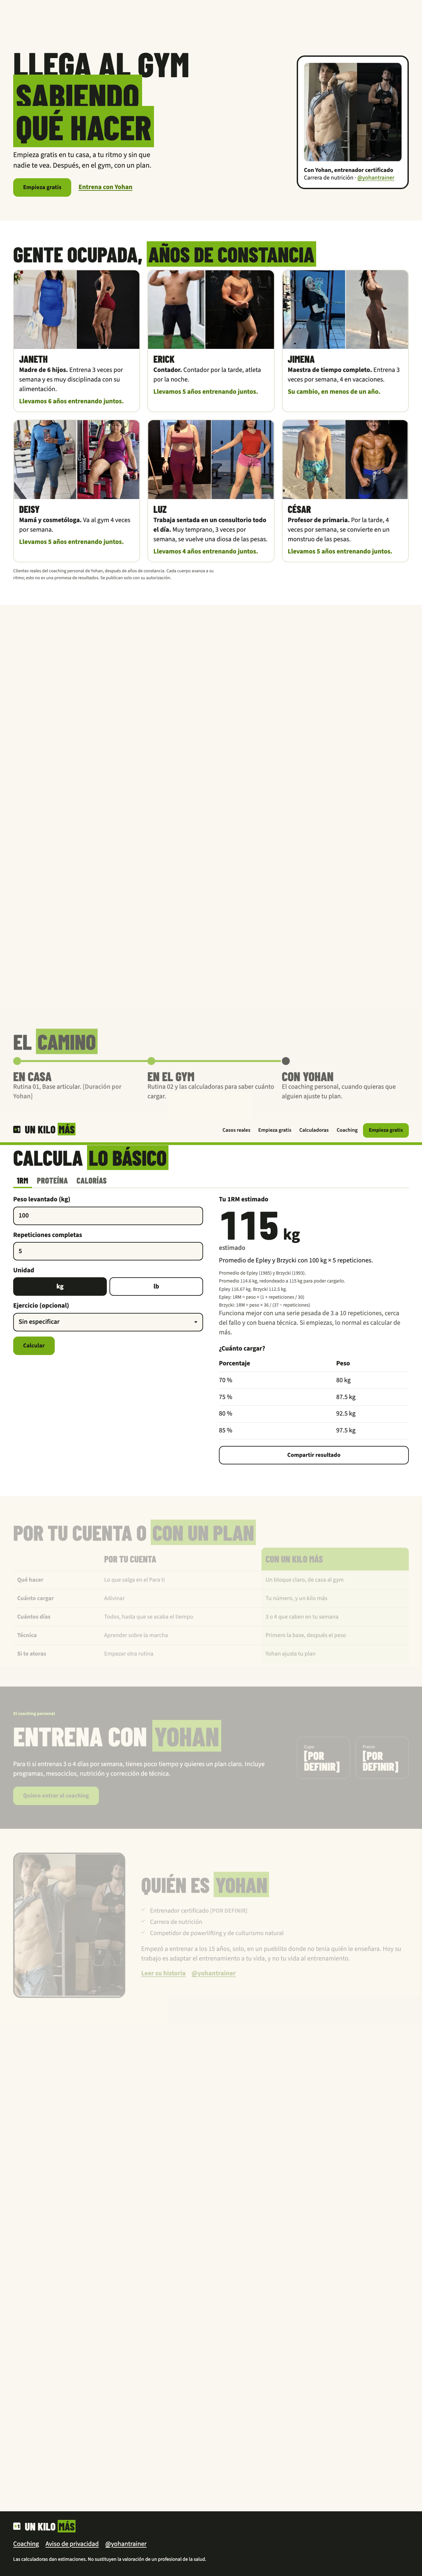 LLEGA AL GYM
SABIENDO
QUÉ HACER
Empieza gratis en tu casa, a tu ritmo y sin que
nadie te vea. Después, en el gym, con un plan.
Empieza gratis
Entrena con Yohan
Con Yohan, entrenador certificado
Carrera de nutrición · @yohantrainer
GENTE OCUPADA, AÑOS DE CONSTANCIA
JANETH
Madre de 6 hijos. Entrena 3 veces por
semana y es muy disciplinada con su
alimentación.
Llevamos 6 años entrenando juntos.
ERICK
Contador. Contador por la tarde, atleta
por la noche.
Llevamos 5 años entrenando juntos.
JIMENA
Maestra de tiempo completo. Entrena 3
veces por semana, 4 en vacaciones.
Su cambio, en menos de un año.
DEISY
Mamá y cosmetóloga. Va al gym 4 veces
por semana.
Llevamos 5 años entrenando juntos.
LUZ
Trabaja sentada en un consultorio todo
el día. Muy temprano, 3 veces por
semana, se vuelve una diosa de las pesas.
Llevamos 4 años entrenando juntos.
CÉSAR
Profesor de primaria. Por la tarde, 4
veces por semana, se convierte en un
monstruo de las pesas.
Llevamos 5 años entrenando juntos.
Clientes reales del coaching personal de Yohan, después de años de constancia. Cada cuerpo avanza a su
ritmo; esto no es una promesa de resultados. Se publican solo con su autorización.
EL CAMINO
EN CASA
Rutina 01, Base articular. [Duración por
Yohan]
EN EL GYM
Rutina 02 y las calculadoras para saber cuánto
cargar.
CON YOHAN
El coaching personal, cuando quieras que
alguien ajuste tu plan.
UN KILO MÁS
Casos reales
Empieza gratis
Calculadoras
Coaching
Empieza gratis
CALCULA LO BÁSICO
1RM
PROTEÍNA
CALORÍAS
Peso levantado (kg)
100
Repeticiones completas
5
Unidad
kg
lb
Ejercicio (opcional)
Sin especificar
Calcular
Tu 1RM estimado
115 kg
estimado
Promedio de Epley y Brzycki con 100 kg × 5 repeticiones.
Promedio de Epley (1985) y Brzycki (1993).
Promedio 114.6 kg, redondeado a 115 kg para poder cargarlo.
Epley 116.67 kg, Brzycki 112.5 kg.
Epley: 1RM = peso × (1 + repeticiones / 30)
Brzycki: 1RM = peso × 36 / (37 − repeticiones)
Funciona mejor con una serie pesada de 3 a 10 repeticiones, cerca
del fallo y con buena técnica. Si empiezas, lo normal es cargar de
más.
¿Cuánto cargar?
Porcentaje
Peso
70 %
80 kg
75 %
87.5 kg
80 %
92.5 kg
85 %
97.5 kg
Compartir resultado
POR TU CUENTA O CON UN PLAN
POR TU CUENTA
CON UN KILO MÁS
Qué hacer
Lo que salga en el Para ti
Un bloque claro, de casa al gym
Cuánto cargar
Adivinar
Tu número, y un kilo más
Cuántos días
Todos, hasta que se acaba el tiempo
3 o 4 que caben en tu semana
Técnica
Aprender sobre la marcha
Primero la base, después el peso
Si te atoras
Empezar otra rutina
Yohan ajusta tu plan
El coaching personal
ENTRENA CON YOHAN
Para ti si entrenas 3 o 4 días por semana, tienes poco tiempo y quieres un plan claro. Incluye
programas, mesociclos, nutrición y corrección de técnica.
Quiero entrar al coaching
Cupo
[POR
DEFINIR]
Precio
[POR
DEFINIR]
QUIÉN ES YOHAN
Entrenador certificado [POR DEFINIR]
Carrera de nutrición
Competidor de powerlifting y de culturismo natural
Empezó a entrenar a los 15 años, solo, en un pueblito donde no tenía quién le enseñara. Hoy su
trabajo es adaptar el entrenamiento a tu vida, y no tu vida al entrenamiento.
Leer su historia
@yohantrainer
UN KILO MÁS
Coaching
Aviso de privacidad
@yohantrainer
Las calculadoras dan estimaciones. No sustituyen la valoración de un profesional de la salud.